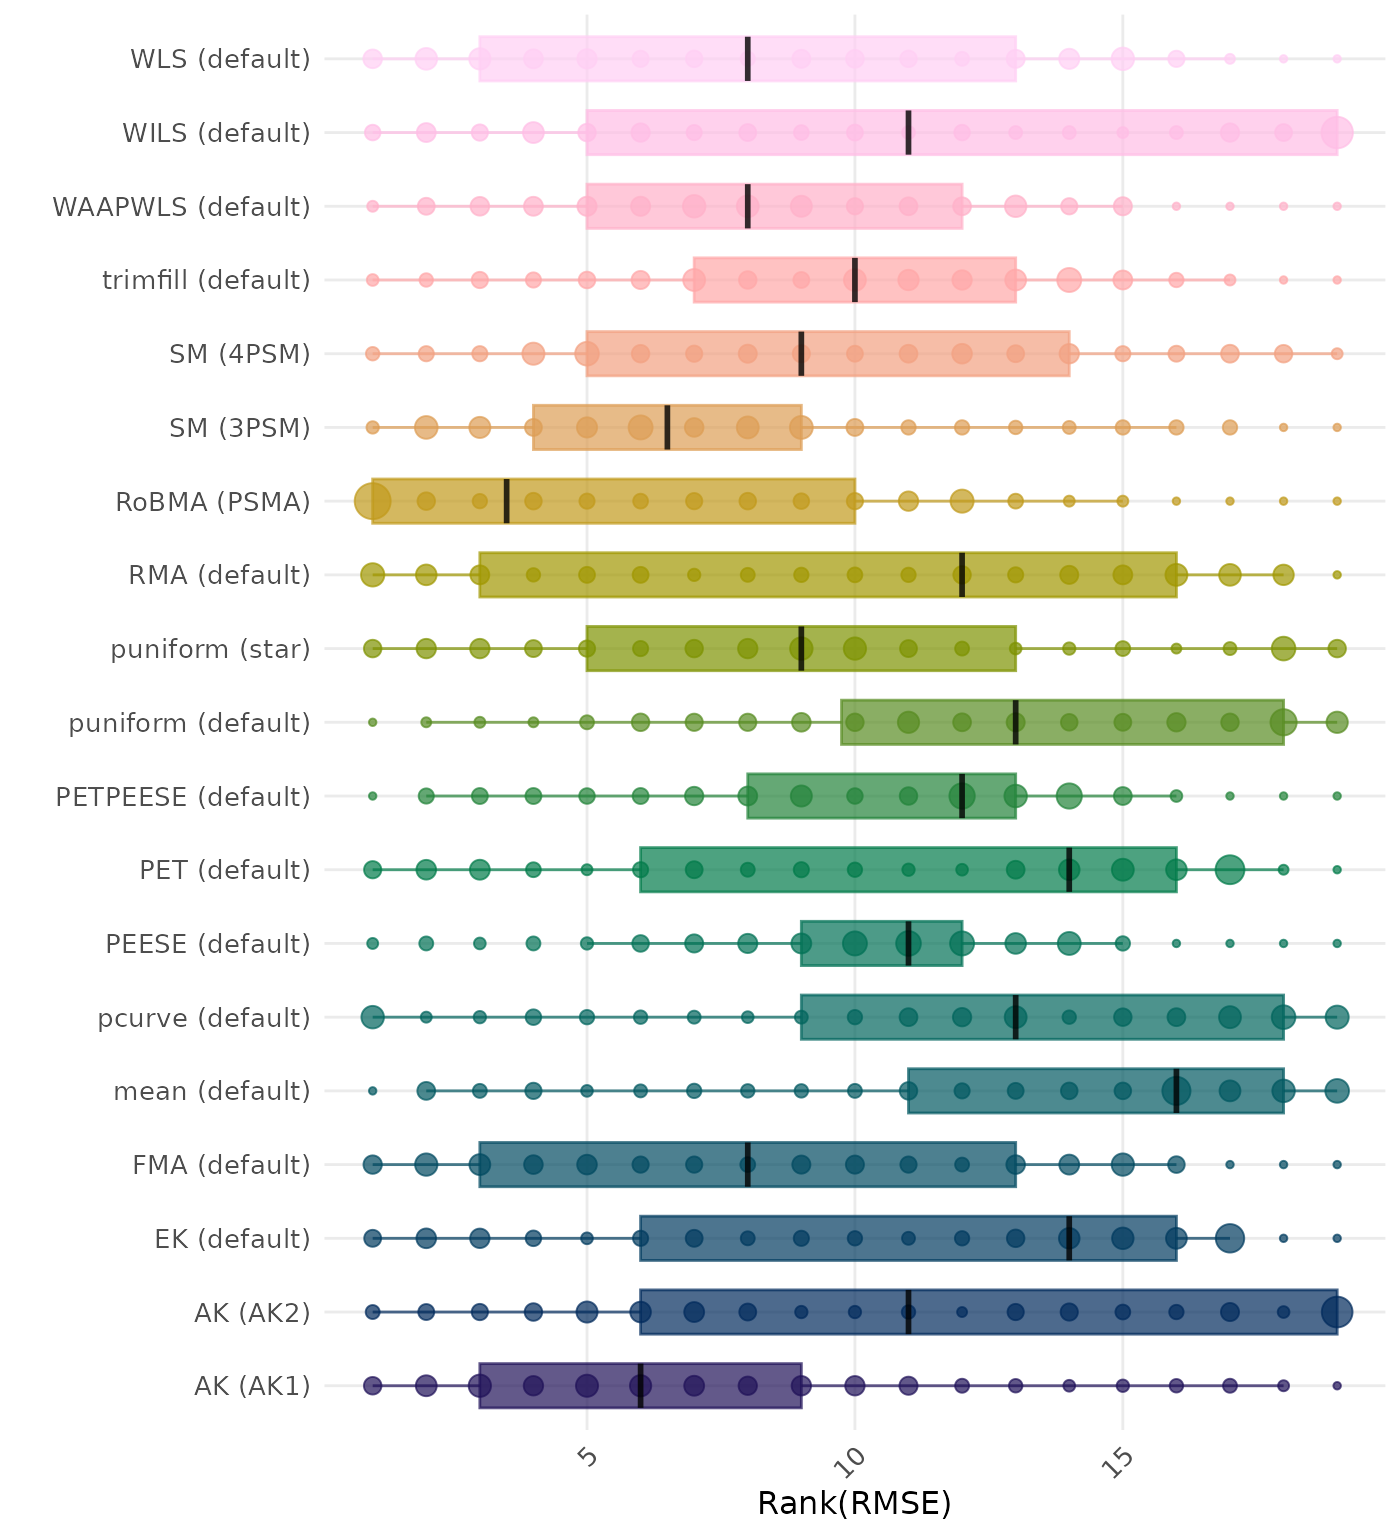 WLS (default)
WILS (default)
WAAPWLS (default)
trimfill (default)
SM (4PSM)
SM (3PSM)
RoBMA (PSMA)
RMA (default)
puniform (star)
puniform (default)
PETPEESE (default)
PET (default)
PEESE (default)
pcurve (default)
mean (default)
FMA (default)
EK (default)
AK (AK2)
AK (AK1)
5 10 15
Rank(RMSE)